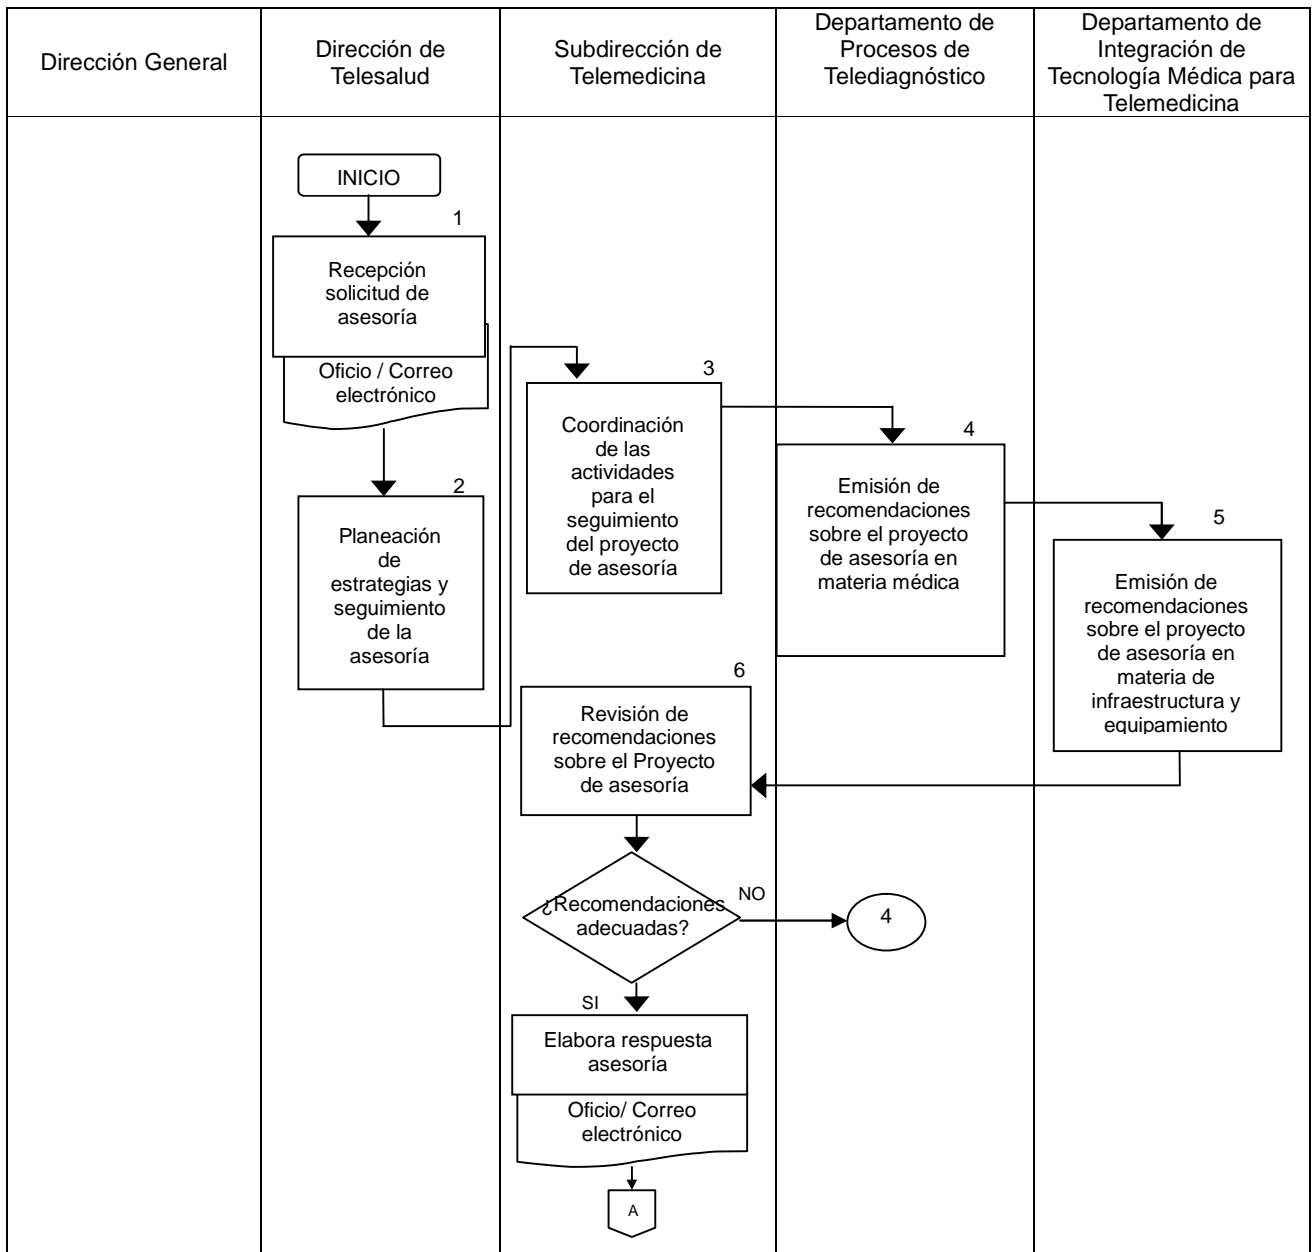 Dirección General
Dirección de
Telesalud
Subdirección de
Telemedicina
Departamento de
Procesos de
Telediagnóstico
Departamento de
Integración de
Tecnología Médica para
Telemedicina
INICIO
1
Recepción
solicitud de
asesoría
Oficio / Correo
electrónico
2
Planeación
de
estrategias y
seguimiento
de la
asesoría
3
Coordinación
de las
actividades
para el
seguimiento
del proyecto
de asesoría
4
Emisión de
recomendaciones
sobre el proyecto
de asesoría en
materia médica
5
Emisión de
recomendaciones
sobre el proyecto
de asesoría en
materia de
infraestructura y
equipamiento
6
Revisión de
recomendaciones
sobre el Proyecto
de asesoría
¿Recomendaciones
adecuadas?
NO
4
SI
Elabora respuesta
asesoría
Oficio/ Correo
electrónico
A